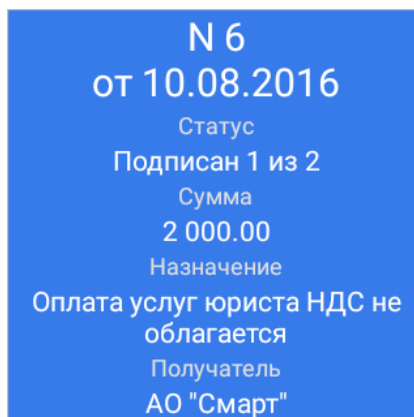 N 6
от 10.08.2016
Статус
Подписан 1 из 2
Сумма
2 000.00
Назначение
Оплата услуг юриста НДС не
облагается
Получатель
АО "Смарт"